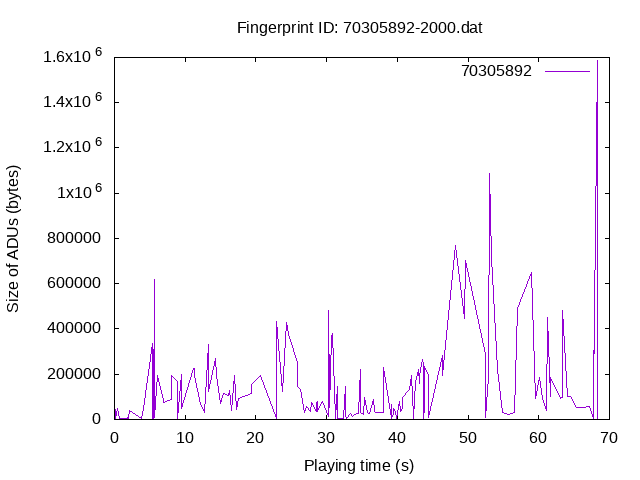 Fingerprint ID: 70305892-2000.dat
70305892
Size of ADUs (bytes)
1.6x10 6
1.4x10 6
1.2x10 6
1x10 6
800000
600000
400000
200000
0
0 10 20 30 40 50 60 70
Playing time (s)